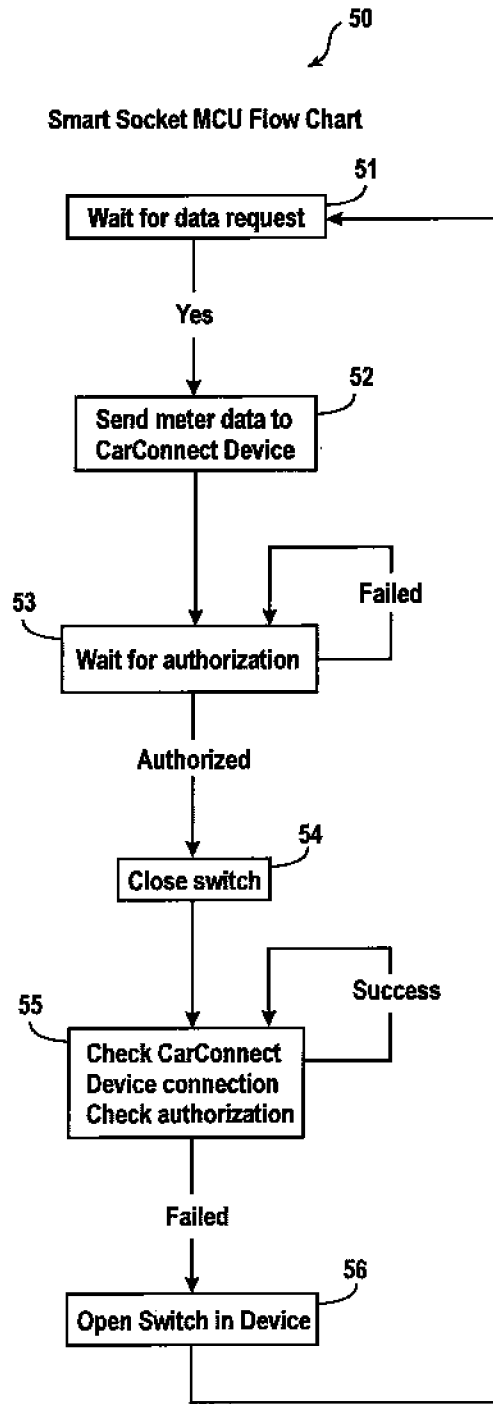 50
Smart Socket MCU Flow Chart
51
Wait for data request
Yes
52
Send meter data to
CarConnect Device
53
Failed
Wait for authorization
Authorized
54
Close switch
55
Success
Check CarConnect
Device connection
Check authorization
Failed
56
Open Switch in Device